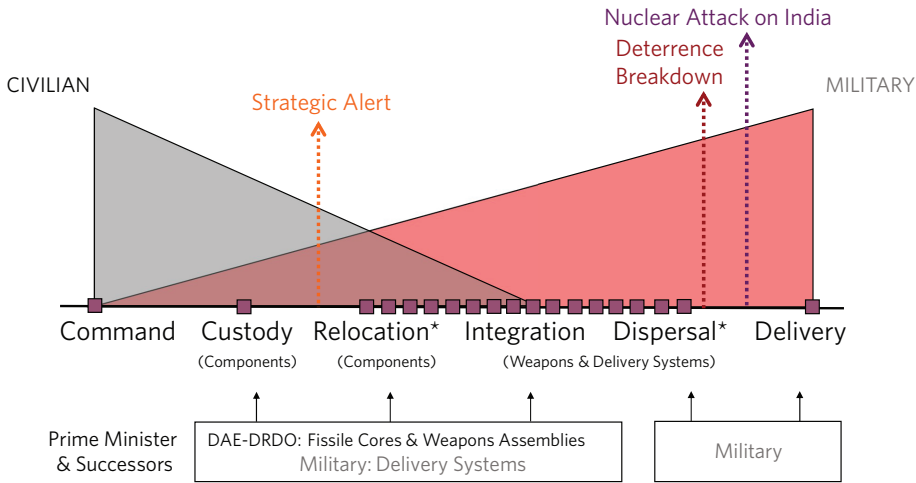 Nuclear Attack on India
Deterrence
Breakdown
CIVILIAN
MILITARY
Strategic Alert
Command Custody Relocation* Integration Dispersal* Delivery
(Components) (Components) (Weapons & Delivery Systems)
Prime Minister
& Successors
DAE-DRDO: Fissile Cores & Weapons Assemblies
Military: Delivery Systems
Military